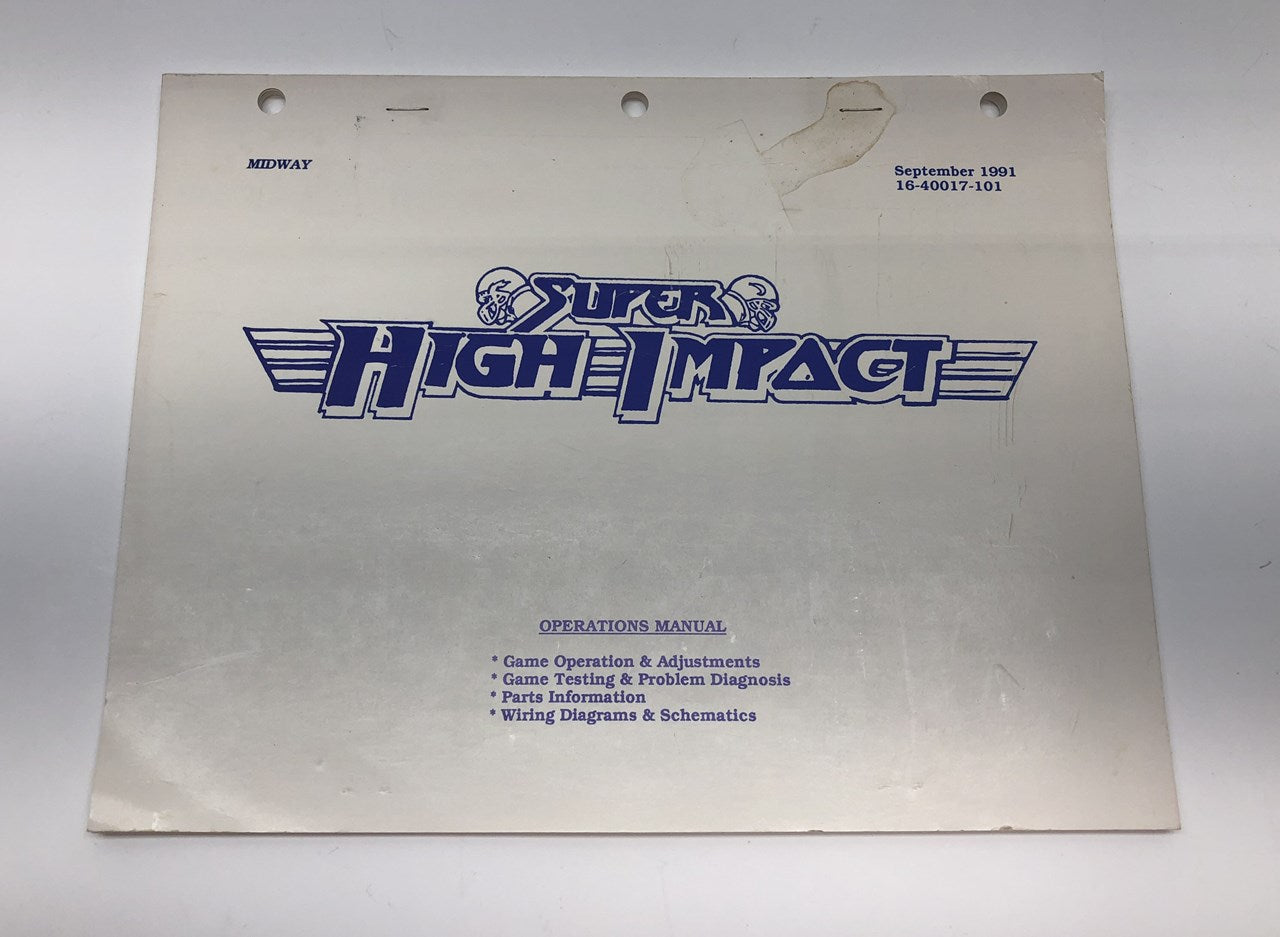 MIDWAY
September 1991
16-40017-101
SUPER
HIGH IMPACT
OPERATIONS MANUAL
* Game Operation & Adjustments
* Game Testing & Problem Diagnosis
* Parts Information
* Wiring Diagrams & Schematics